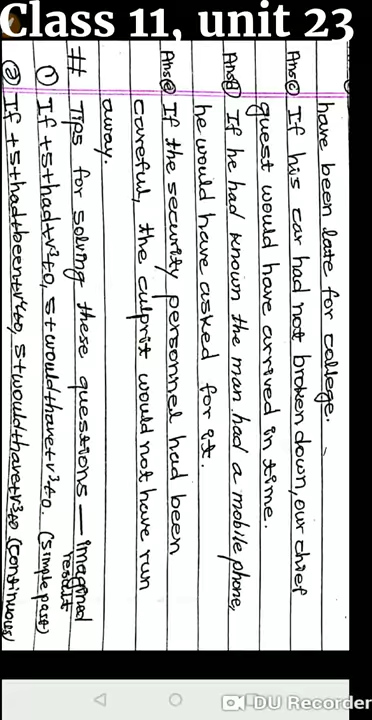 Class 11, unit 23
have been late for college.
Ans© If his car had not broken down, our chief
guest would have arrived in time.
Ansⓓ If he had known the man had a mobile phone,
he would have asked for it.
Ansⓔ If the security personnel had been
careful, the culprit would not have run
away.
# Tips for solving these questions — imagined result
① If +s+had+v³+o, s+would+have+v³+o. (simple past)
② If +s+had+been+v⁴+o, s+would+have+v³+o (continuous)
DU Recorder